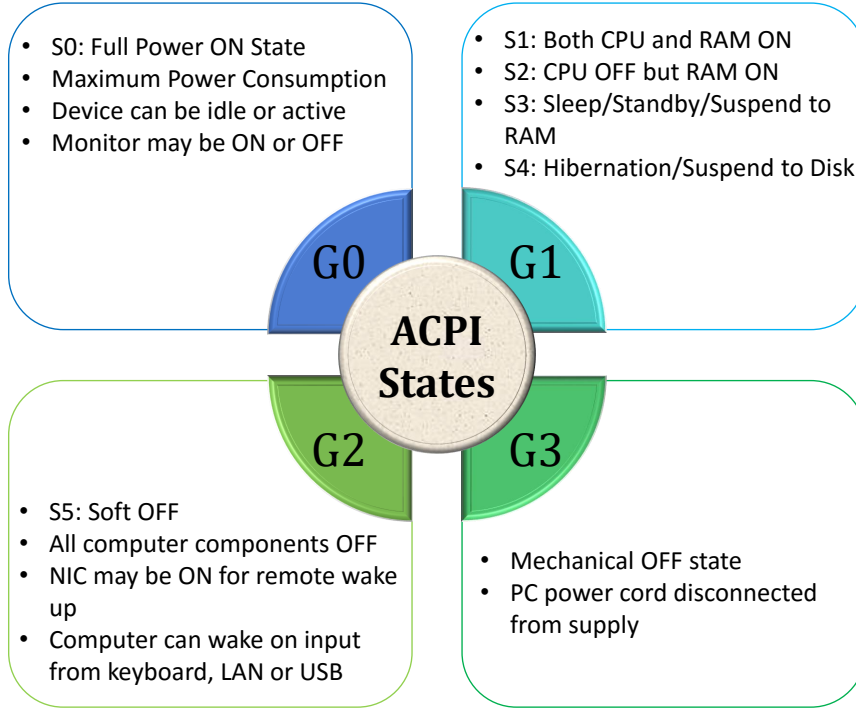 • S0: Full Power ON State
• Maximum Power Consumption
• Device can be idle or active
• Monitor may be ON or OFF
• S1: Both CPU and RAM ON
• S2: CPU OFF but RAM ON
• S3: Sleep/Standby/Suspend to
RAM
• S4: Hibernation/Suspend to Disk
G0
G1
ACPI
States
G2
G3
• S5: Soft OFF
• All computer components OFF
• NIC may be ON for remote wake
up
• Computer can wake on input
from keyboard, LAN or USB
• Mechanical OFF state
• PC power cord disconnected
from supply